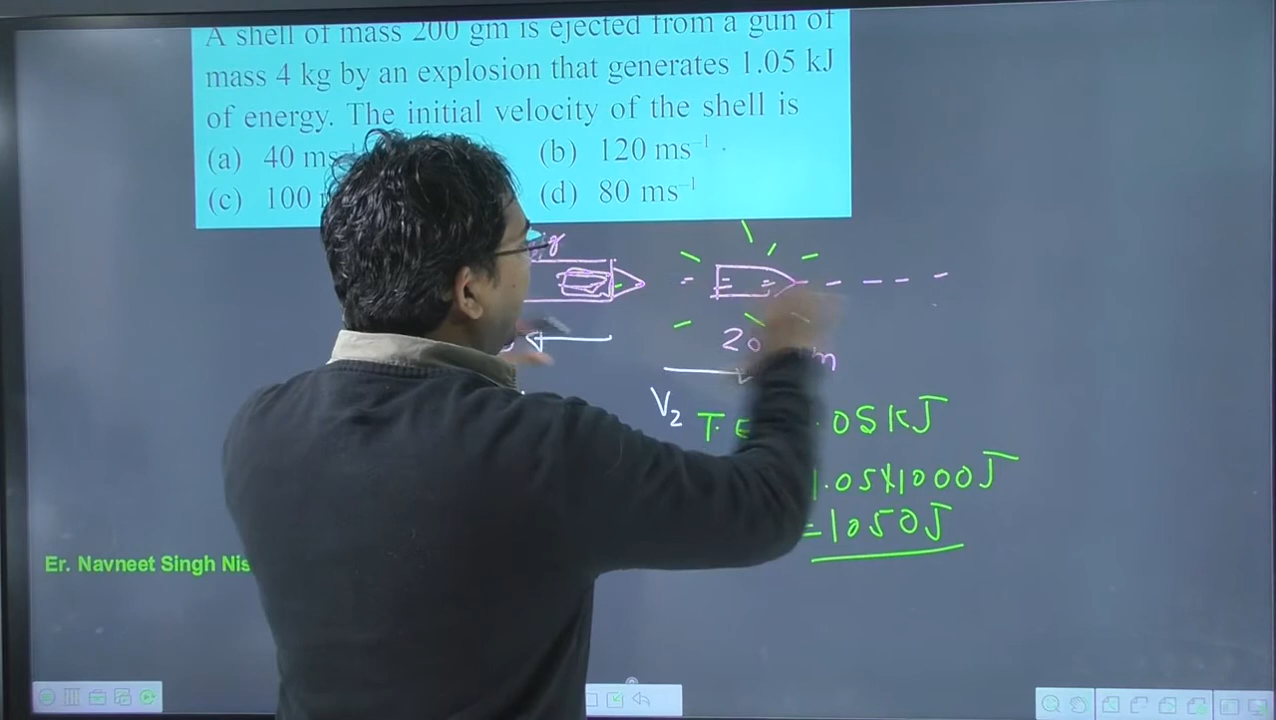 A shell of mass 200 gm is ejected from a gun of
mass 4 kg by an explosion that generates 1.05 kJ
of energy. The initial velocity of the shell is
(a) 40 (b) 120 ms⁻¹.
(c) 100 (d) 80 ms⁻¹
V₂
.05KJ
1.05×1000J
=1050J
Er. Navneet Singh